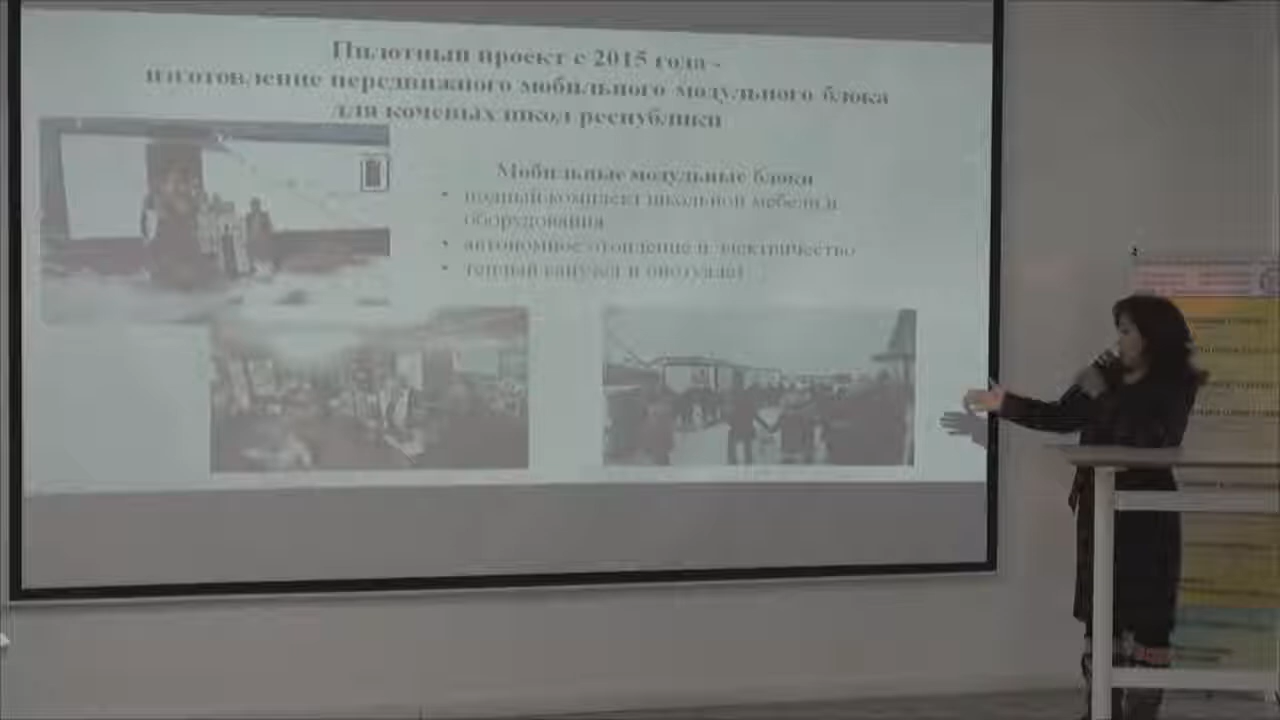 Пилотный проект с 2015 года -
изготовление передвижного мобильного модульного блока
для кочевых школ республики
Мобильные модульные блоки
• полный комплект школьной мебели и
оборудования
• автономное отопление и электричество
• теплый санузел и биотуалет